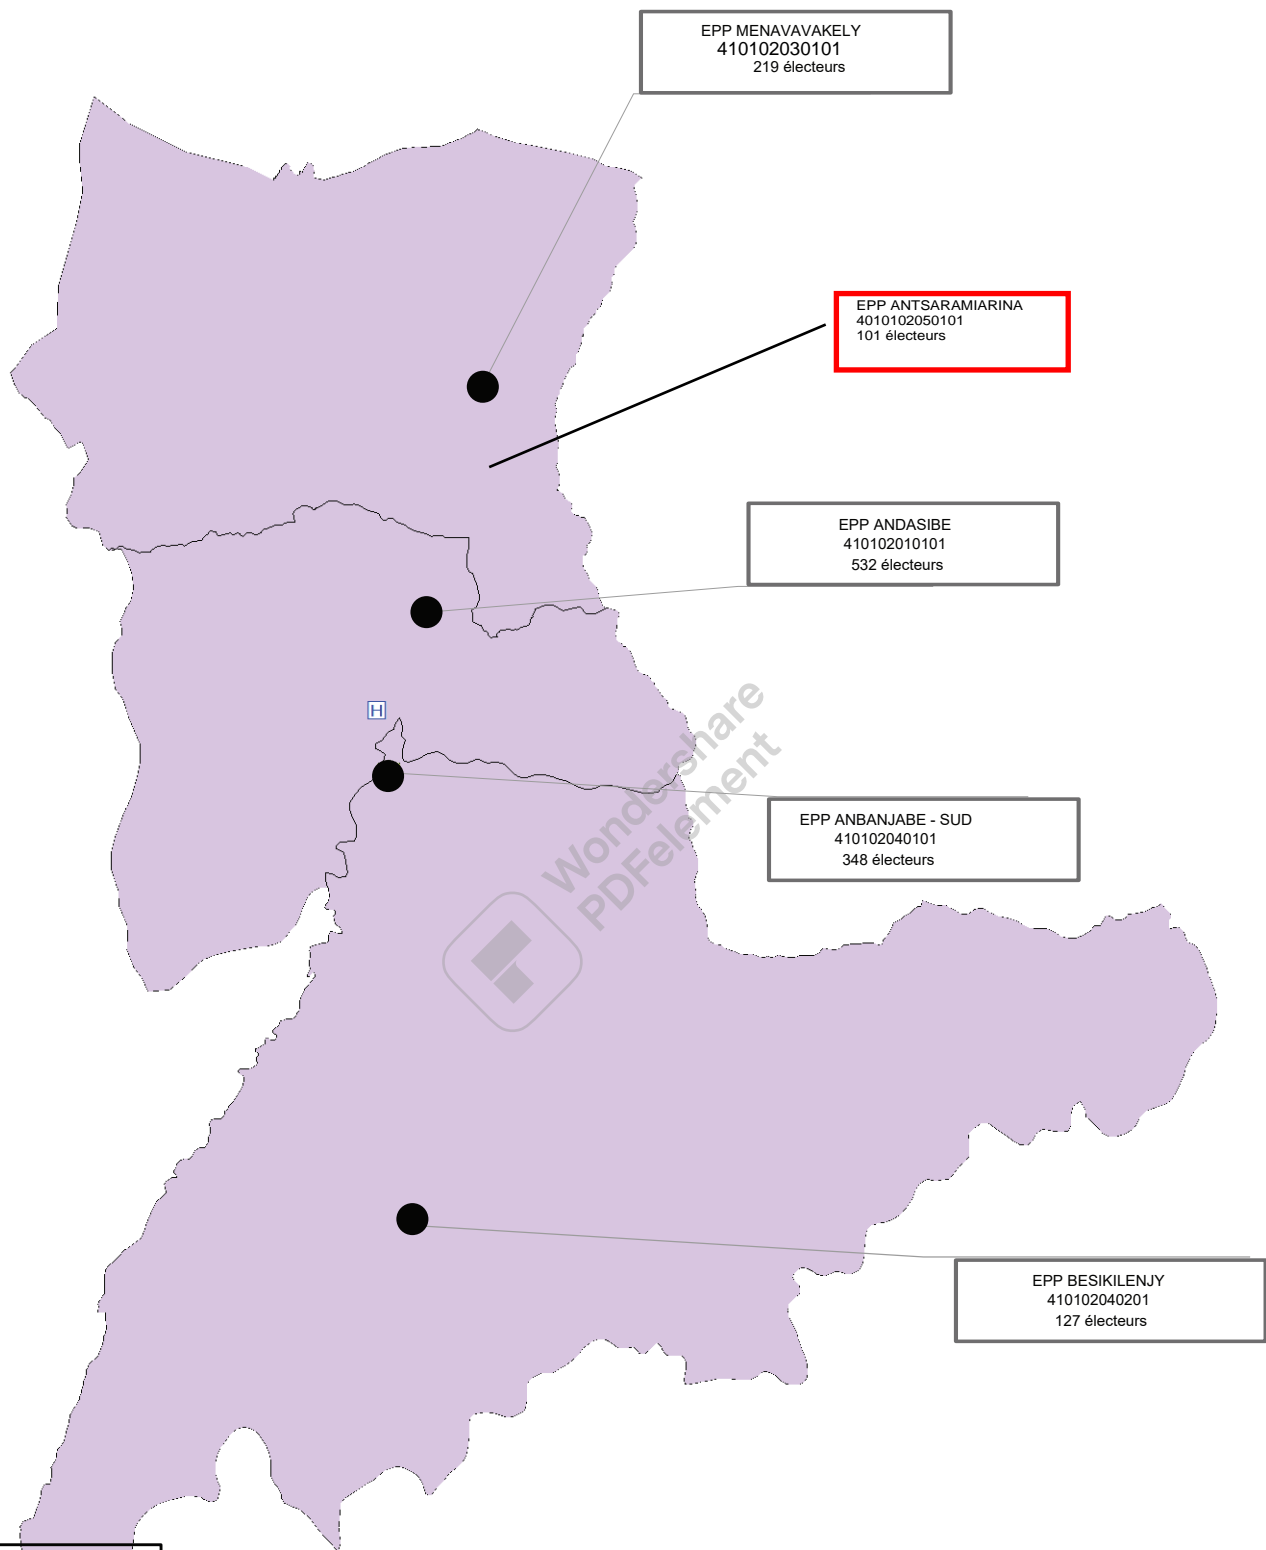 EPP MENAVAVAKELY
410102030101
219 électeurs
EPP ANTSARAMIARINA
4010102050101
101 électeurs
EPP ANDASIBE
410102010101
532 électeurs
H
EPP ANBANJABE - SUD
410102040101
348 électeurs
Wondershare
PDFelement
EPP BESIKILENJY
410102040201
127 électeurs